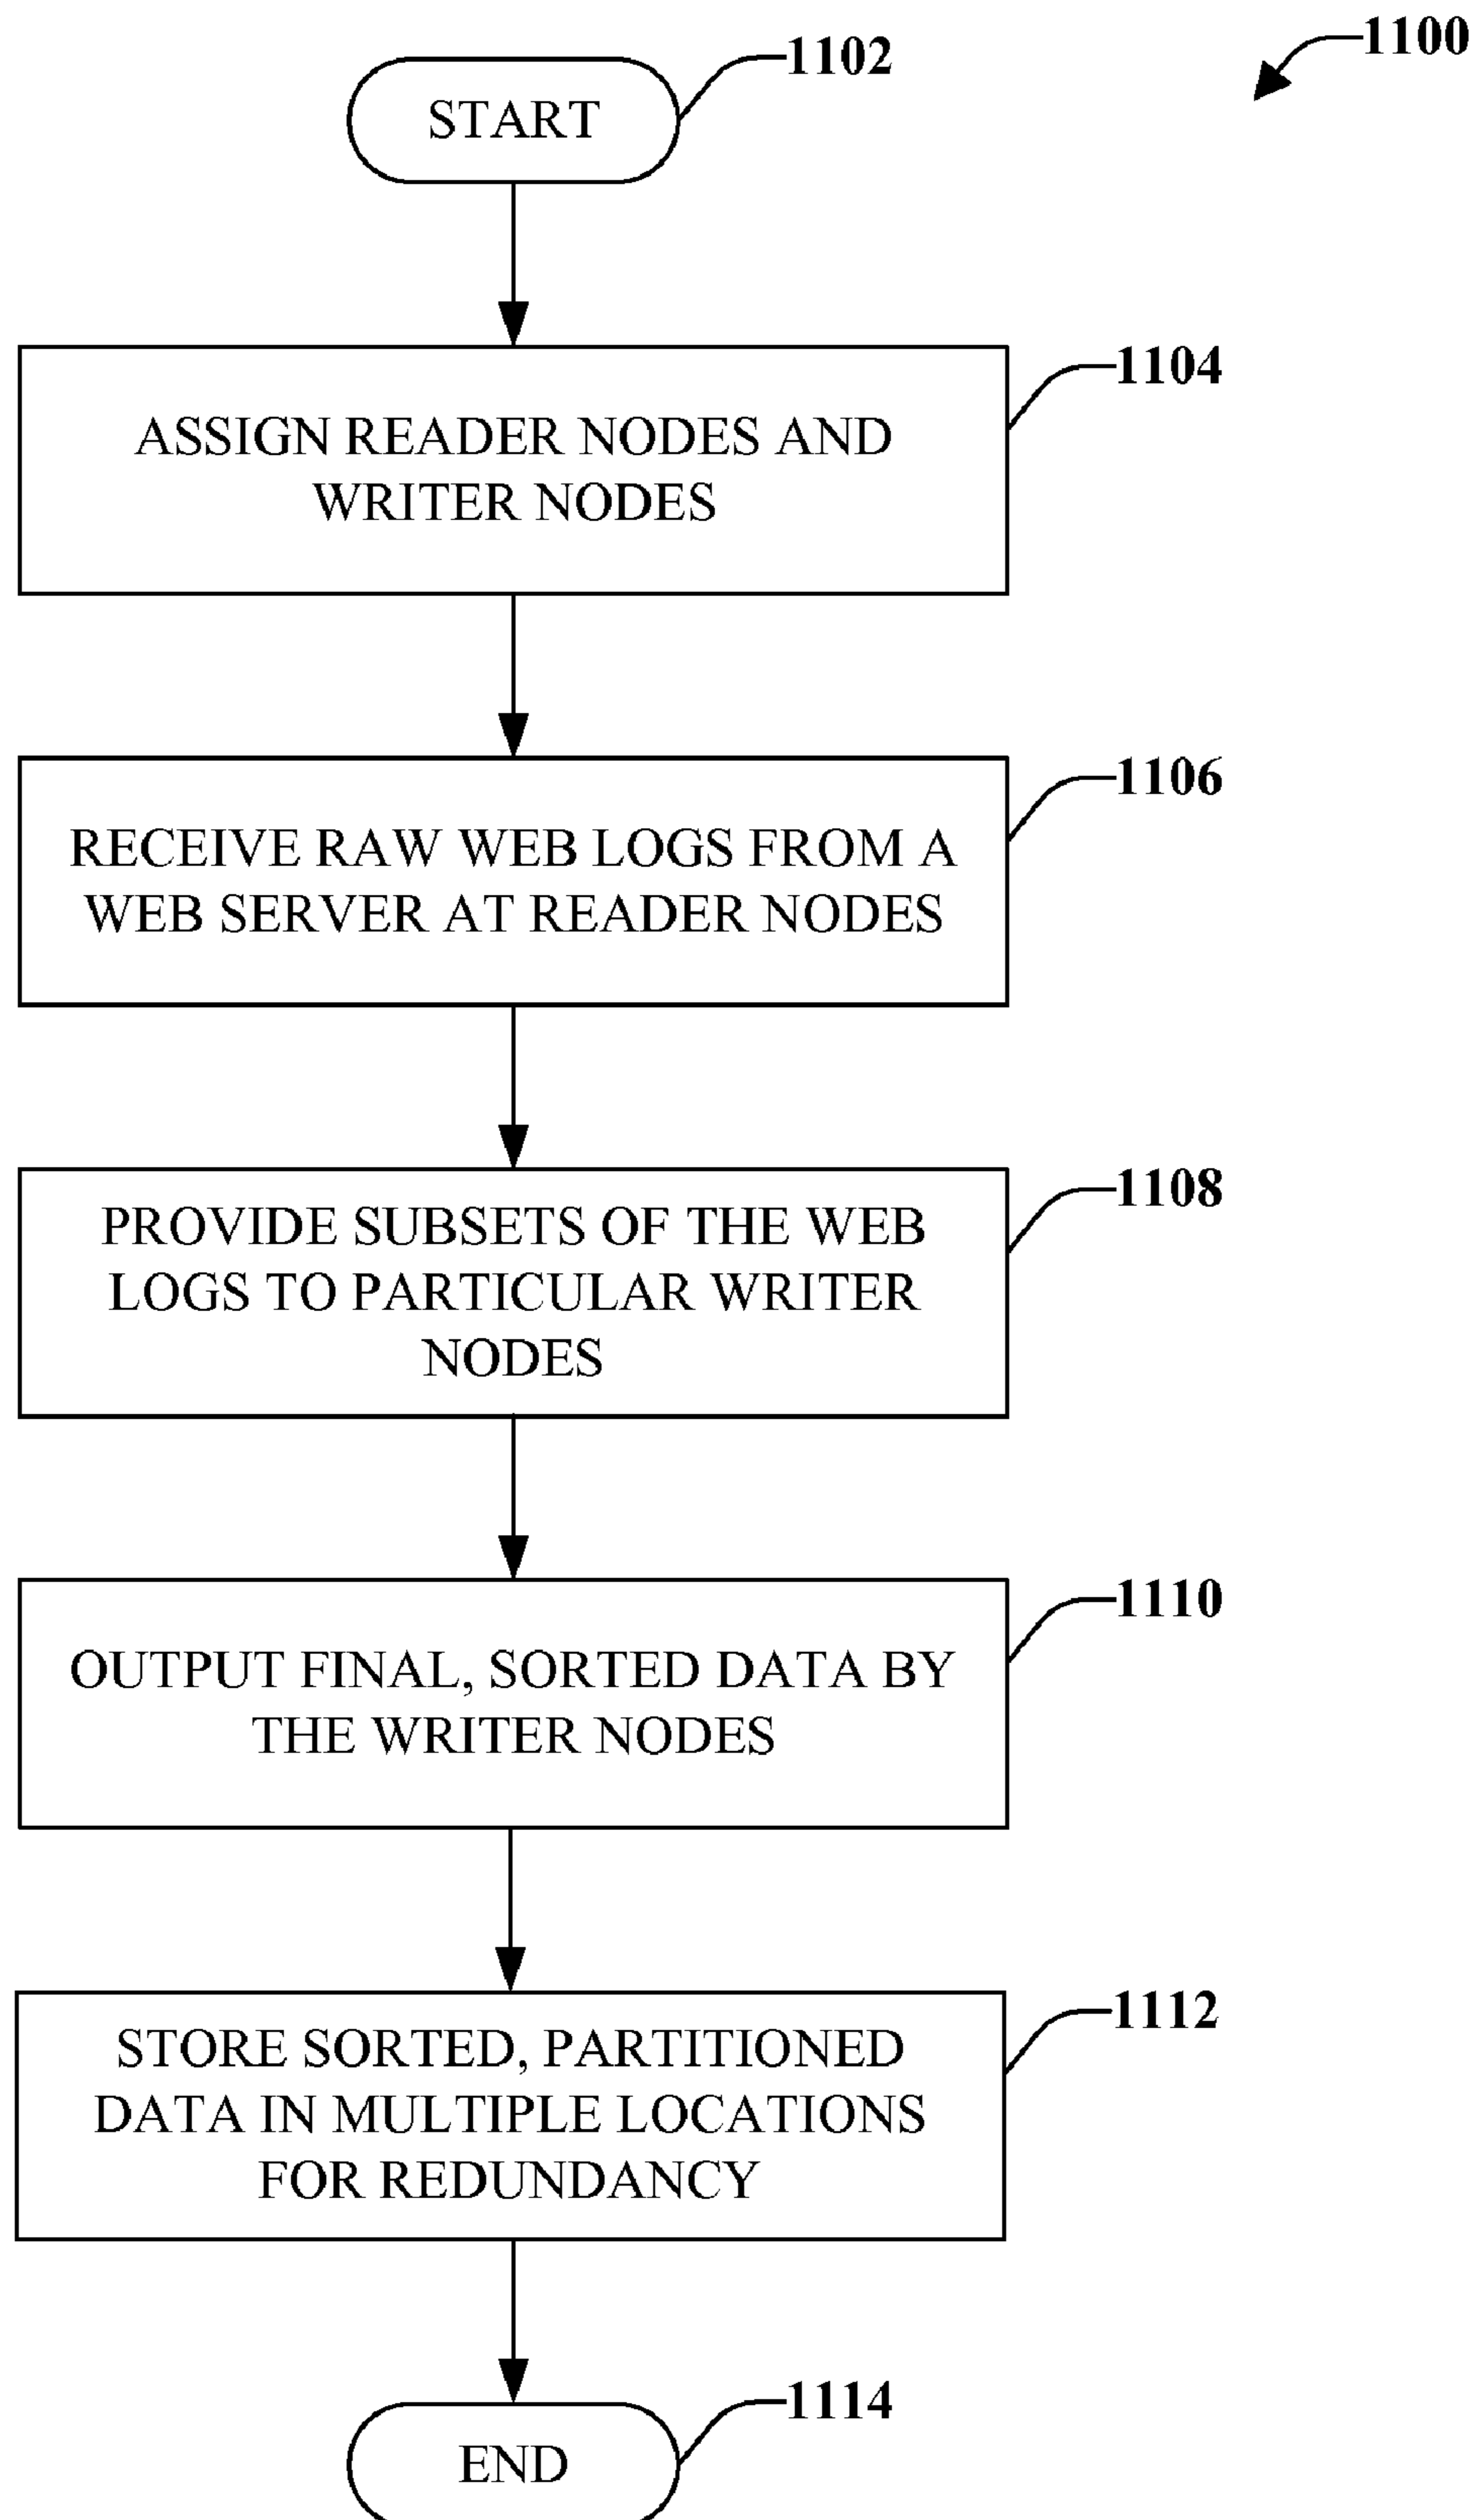 1100
1102
START
1104
ASSIGN READER NODES AND
WRITER NODES
1106
RECEIVE RAW WEB LOGS FROM A
WEB SERVER AT READER NODES
1108
PROVIDE SUBSETS OF THE WEB
LOGS TO PARTICULAR WRITER
NODES
1110
OUTPUT FINAL, SORTED DATA BY
THE WRITER NODES
1112
STORE SORTED, PARTITIONED
DATA IN MULTIPLE LOCATIONS
FOR REDUNDANCY
1114
END